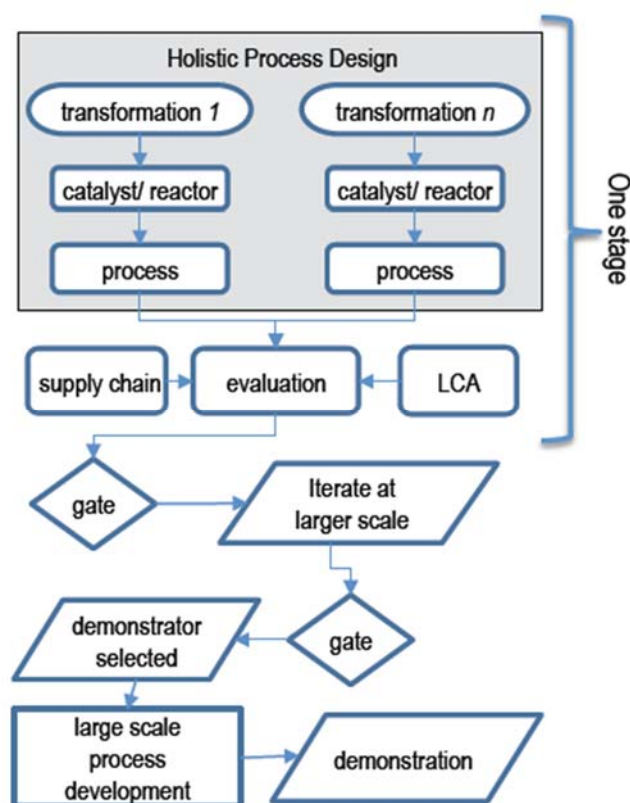 Holistic Process Design
transformation 1
transformation n
catalyst/ reactor
catalyst/ reactor
process
process
One stage
supply chain
evaluation
LCA
gate
Iterate at
larger scale
demonstrator
selected
gate
large scale
process
development
demonstration